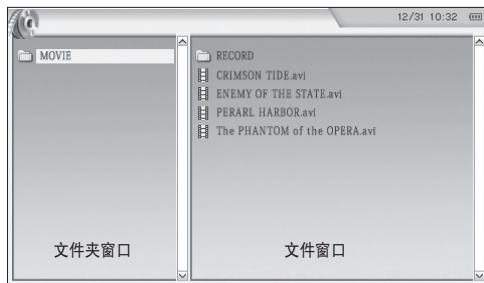 12/31 10:32
MOVIE
RECORD
CRIMSON TIDE.avi
ENEMY OF THE STATE.avi
PERARL HARBOR.avi
The PHANTOM of the OPERA.avi
文件夹窗口
文件窗口